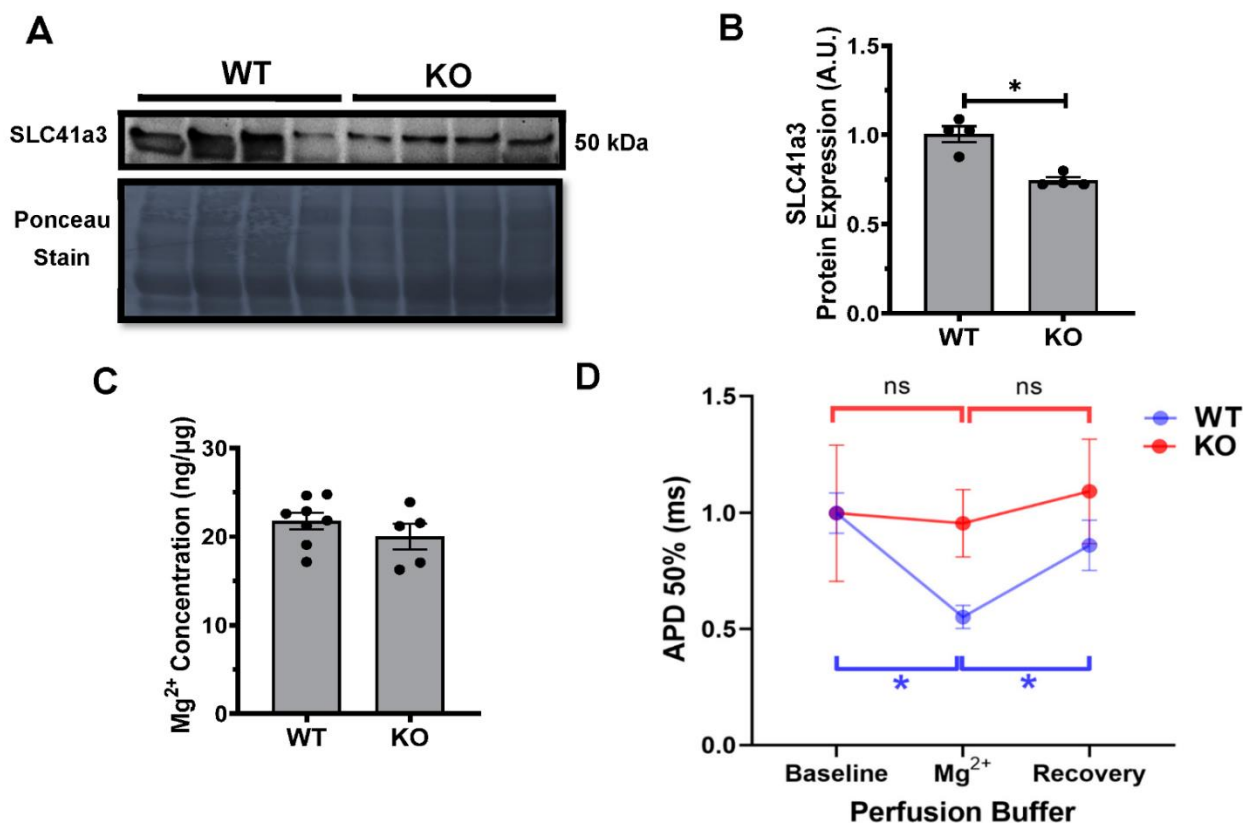 A
WT
KO
SLC41a3
50 kDa
Ponceau
Stain
B
SLC41a3
Protein Expression (A.U.)
1.5
1.0
0.5
0.0
*
WT
KO
C
Mg²⁺ Concentration (ng/µg)
30
20
10
0
WT
KO
D
APD 50% (ms)
1.5
1.0
0.5
0.0
ns
ns
*
*
WT
KO
Baseline
Mg²⁺
Recovery
Perfusion Buffer